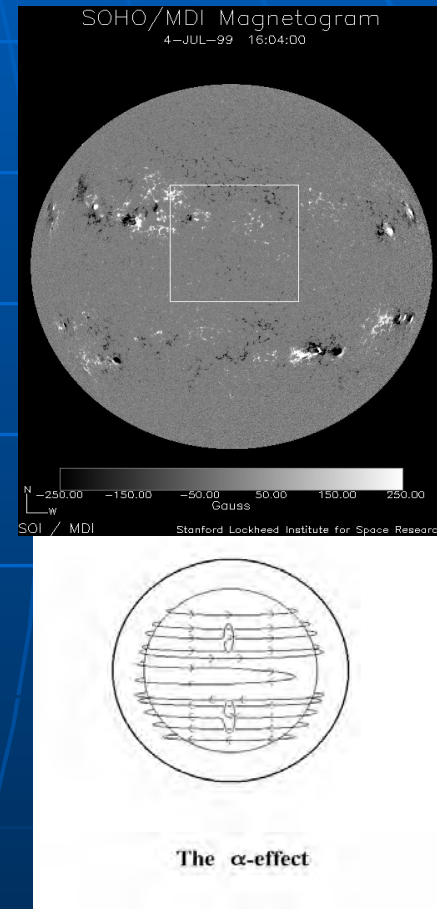 SOHO/MDI Magnetogram
4-JUL-99 16:04:00
N
W
-250.00 -150.00 -50.00 50.00 150.00 250.00
Gauss
SOI / MDI Stanford Lockheed Institute for Space Researc
The α-effect